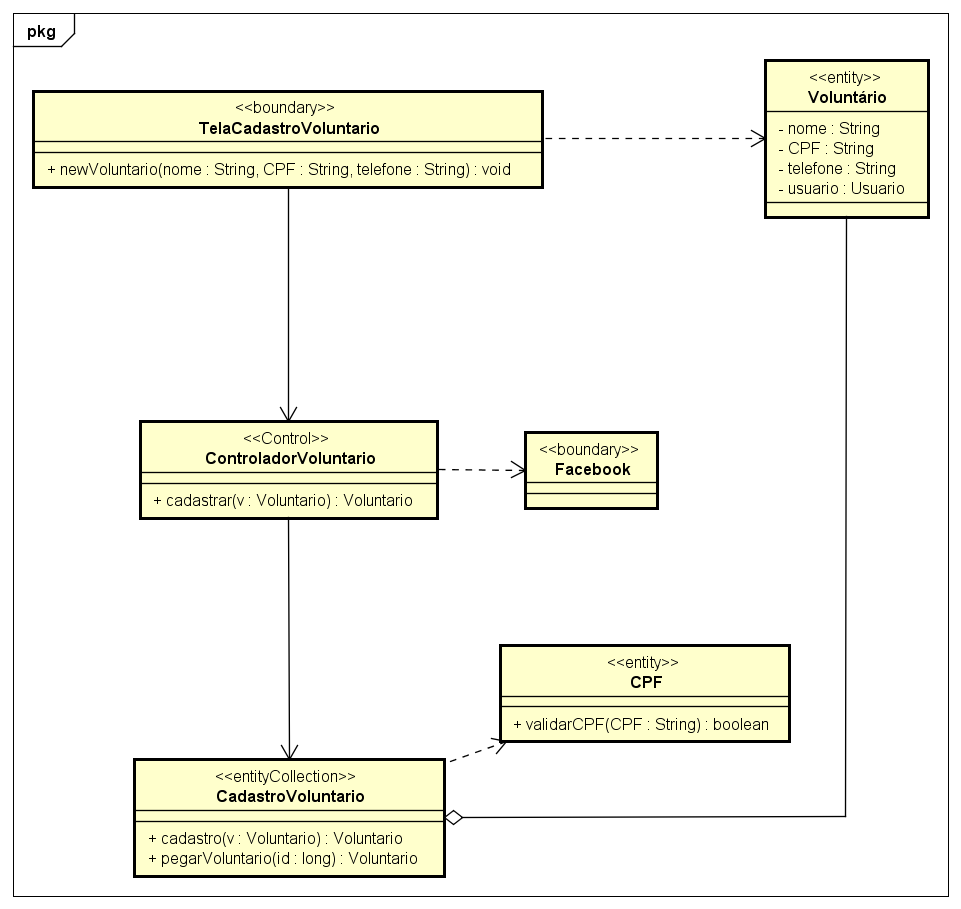 pkg
<<boundary>>
TelaCadastroVoluntario
+ newVoluntario(nome : String, CPF : String, telefone : String) : void
<<entity>>
Voluntário
- nome : String
- CPF : String
- telefone : String
- usuario : Usuario
<<Control>>
ControladorVoluntario
+ cadastrar(v : Voluntario) : Voluntario
<<boundary>>
Facebook
<<entity>>
CPF
+ validarCPF(CPF : String) : boolean
<<entityCollection>>
CadastroVoluntario
+ cadastro(v : Voluntario) : Voluntario
+ pegarVoluntario(id : long) : Voluntario